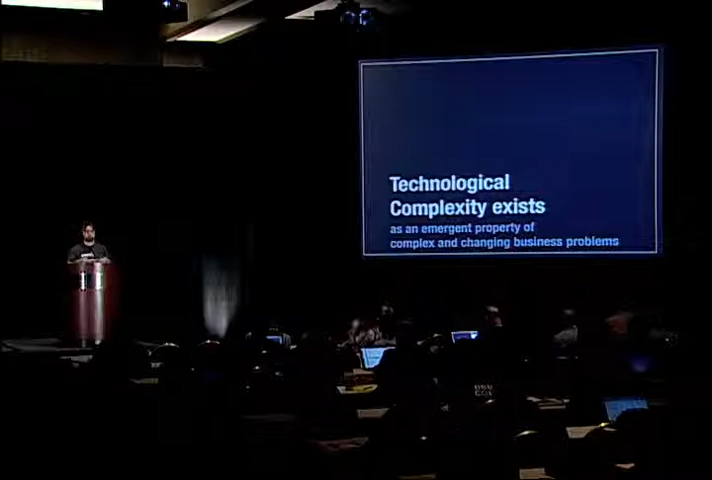 Technological
Complexity exists
as an emergent property of
complex and changing business problems